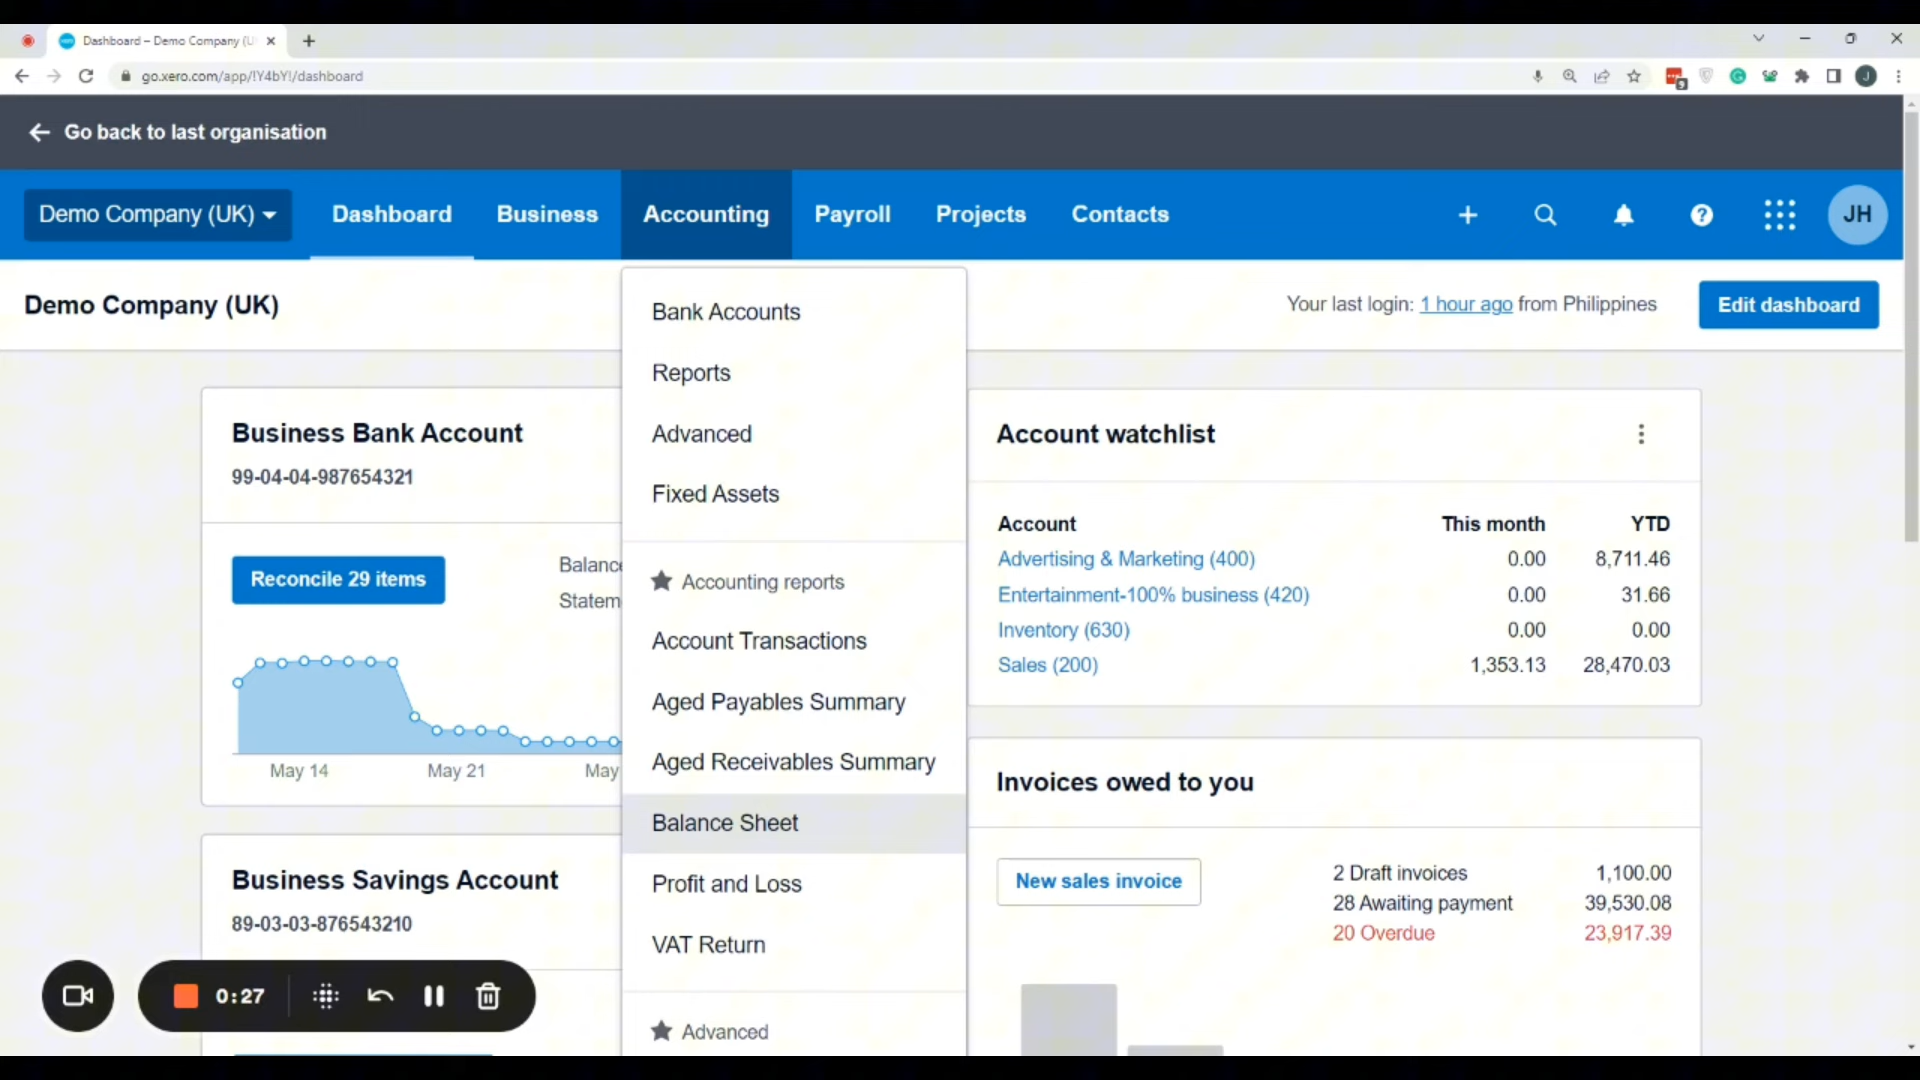 Dashboard – Demo Company (U
go.xero.com/app/!Y4bY!/dashboard
J
Go back to last organisation
Demo Company (UK)
Dashboard
Business
Accounting
Payroll
Projects
Contacts
JH
Demo Company (UK)
Your last login: 1 hour ago from Philippines
Edit dashboard
Bank Accounts
Reports
Advanced
Fixed Assets
Accounting reports
Account Transactions
Aged Payables Summary
Aged Receivables Summary
Balance Sheet
Profit and Loss
VAT Return
Advanced
Business Bank Account
99-04-04-987654321
Reconcile 29 items
Balance
Statem
May 14 May 21 May
Business Savings Account
89-03-03-876543210
0:27
Account watchlist
Account This month YTD
Advertising & Marketing (400) 0.00 8,711.46
Entertainment-100% business (420) 0.00 31.66
Inventory (630) 0.00 0.00
Sales (200) 1,353.13 28,470.03
Invoices owed to you
New sales invoice
2 Draft invoices 1,100.00
28 Awaiting payment 39,530.08
20 Overdue 23,917.39